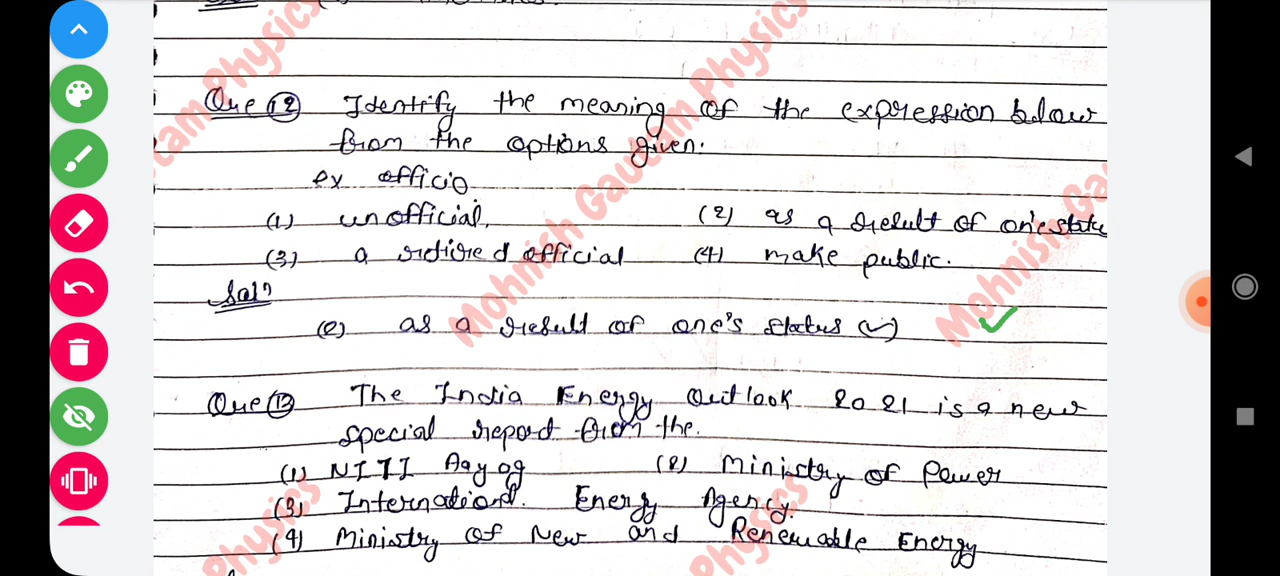 Que 12 Identify the meaning of the expression below
from the options given.
ex officio
(1) unofficial. (2) as a result of one's status
(3) a retired official (4) make public.
Sol?
(2) as a result of one's status (✓)
Que 13 The India Energy Outlook 2021 is a new
special report from the.
(1) NITI Aayog (2) Ministry of Power
(3) International. Energy Agency.
(4) Ministry of New and Renewable Energy
Mohnish Gautam Physics